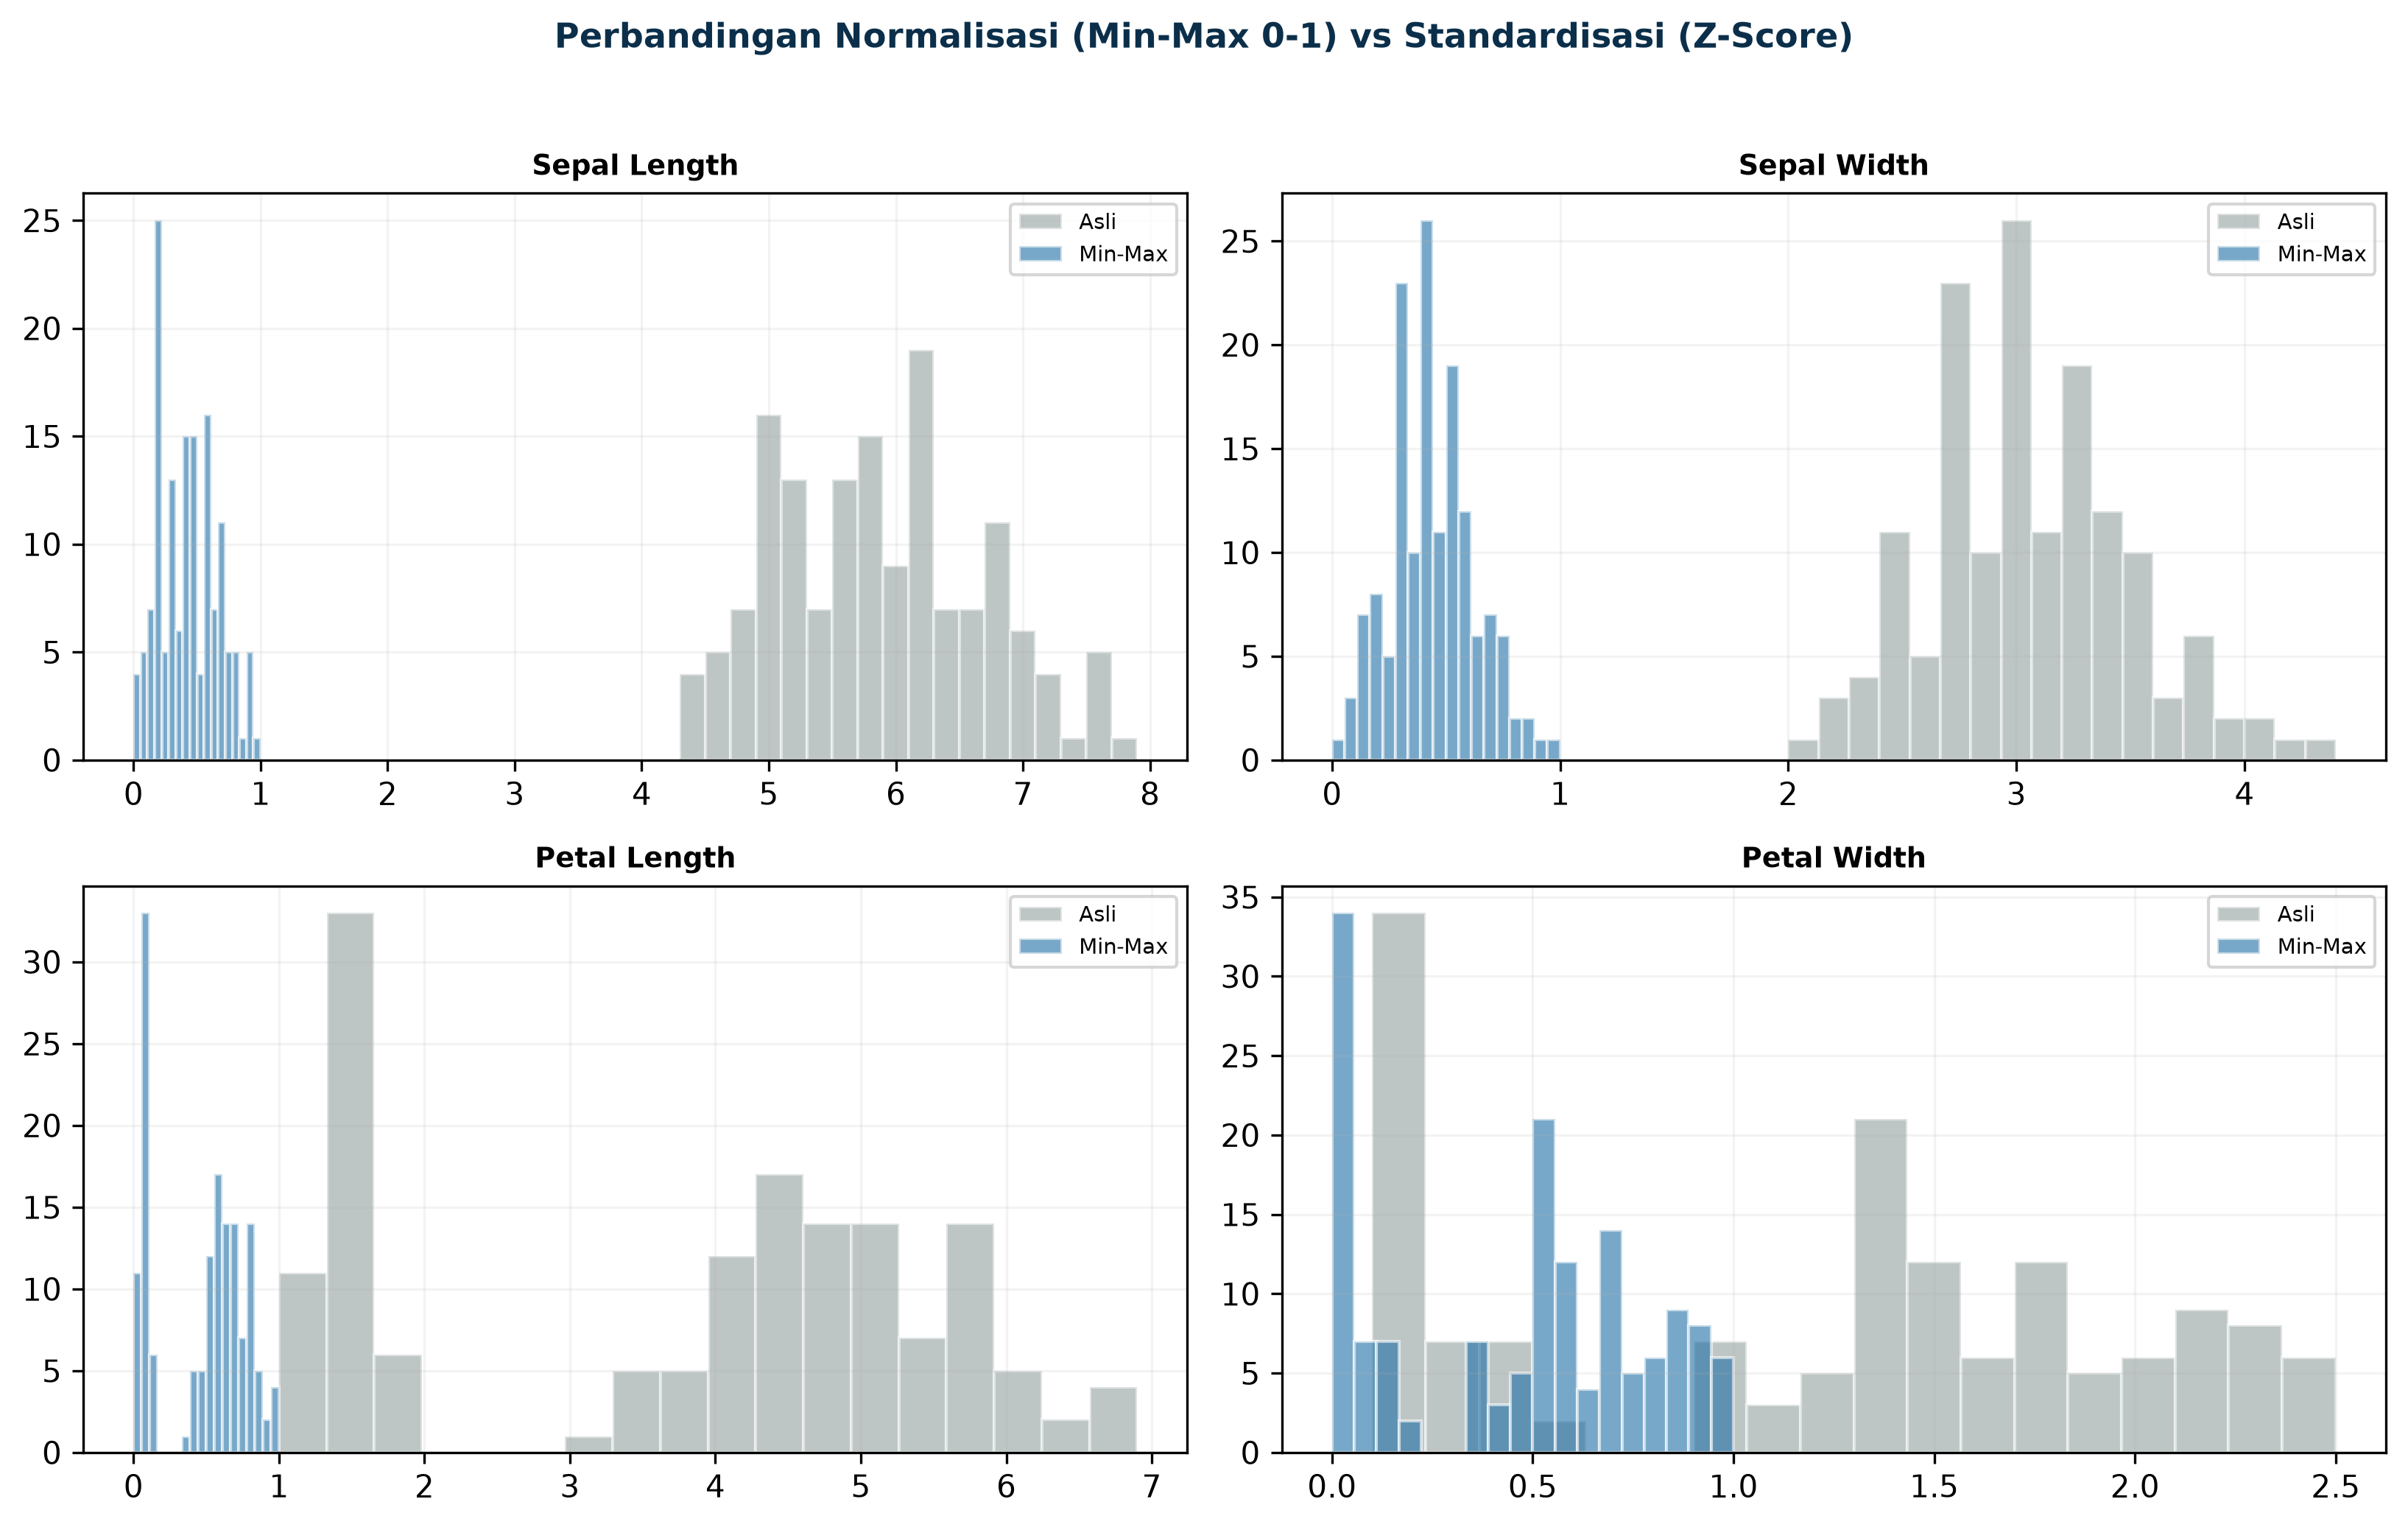 Perbandingan Normalisasi (Min-Max 0-1) vs Standardisasi (Z-Score)
Sepal Length
25
20
15
10
5
0
0 1 2 3 4 5 6 7 8
Asli
Min-Max
Sepal Width
25
20
15
10
5
0
0 1 2 3 4
Asli
Min-Max
Petal Length
30
25
20
15
10
5
0
0 1 2 3 4 5 6 7
Asli
Min-Max
Petal Width
35
30
25
20
15
10
5
0
0.0 0.5 1.0 1.5 2.0 2.5
Asli
Min-Max